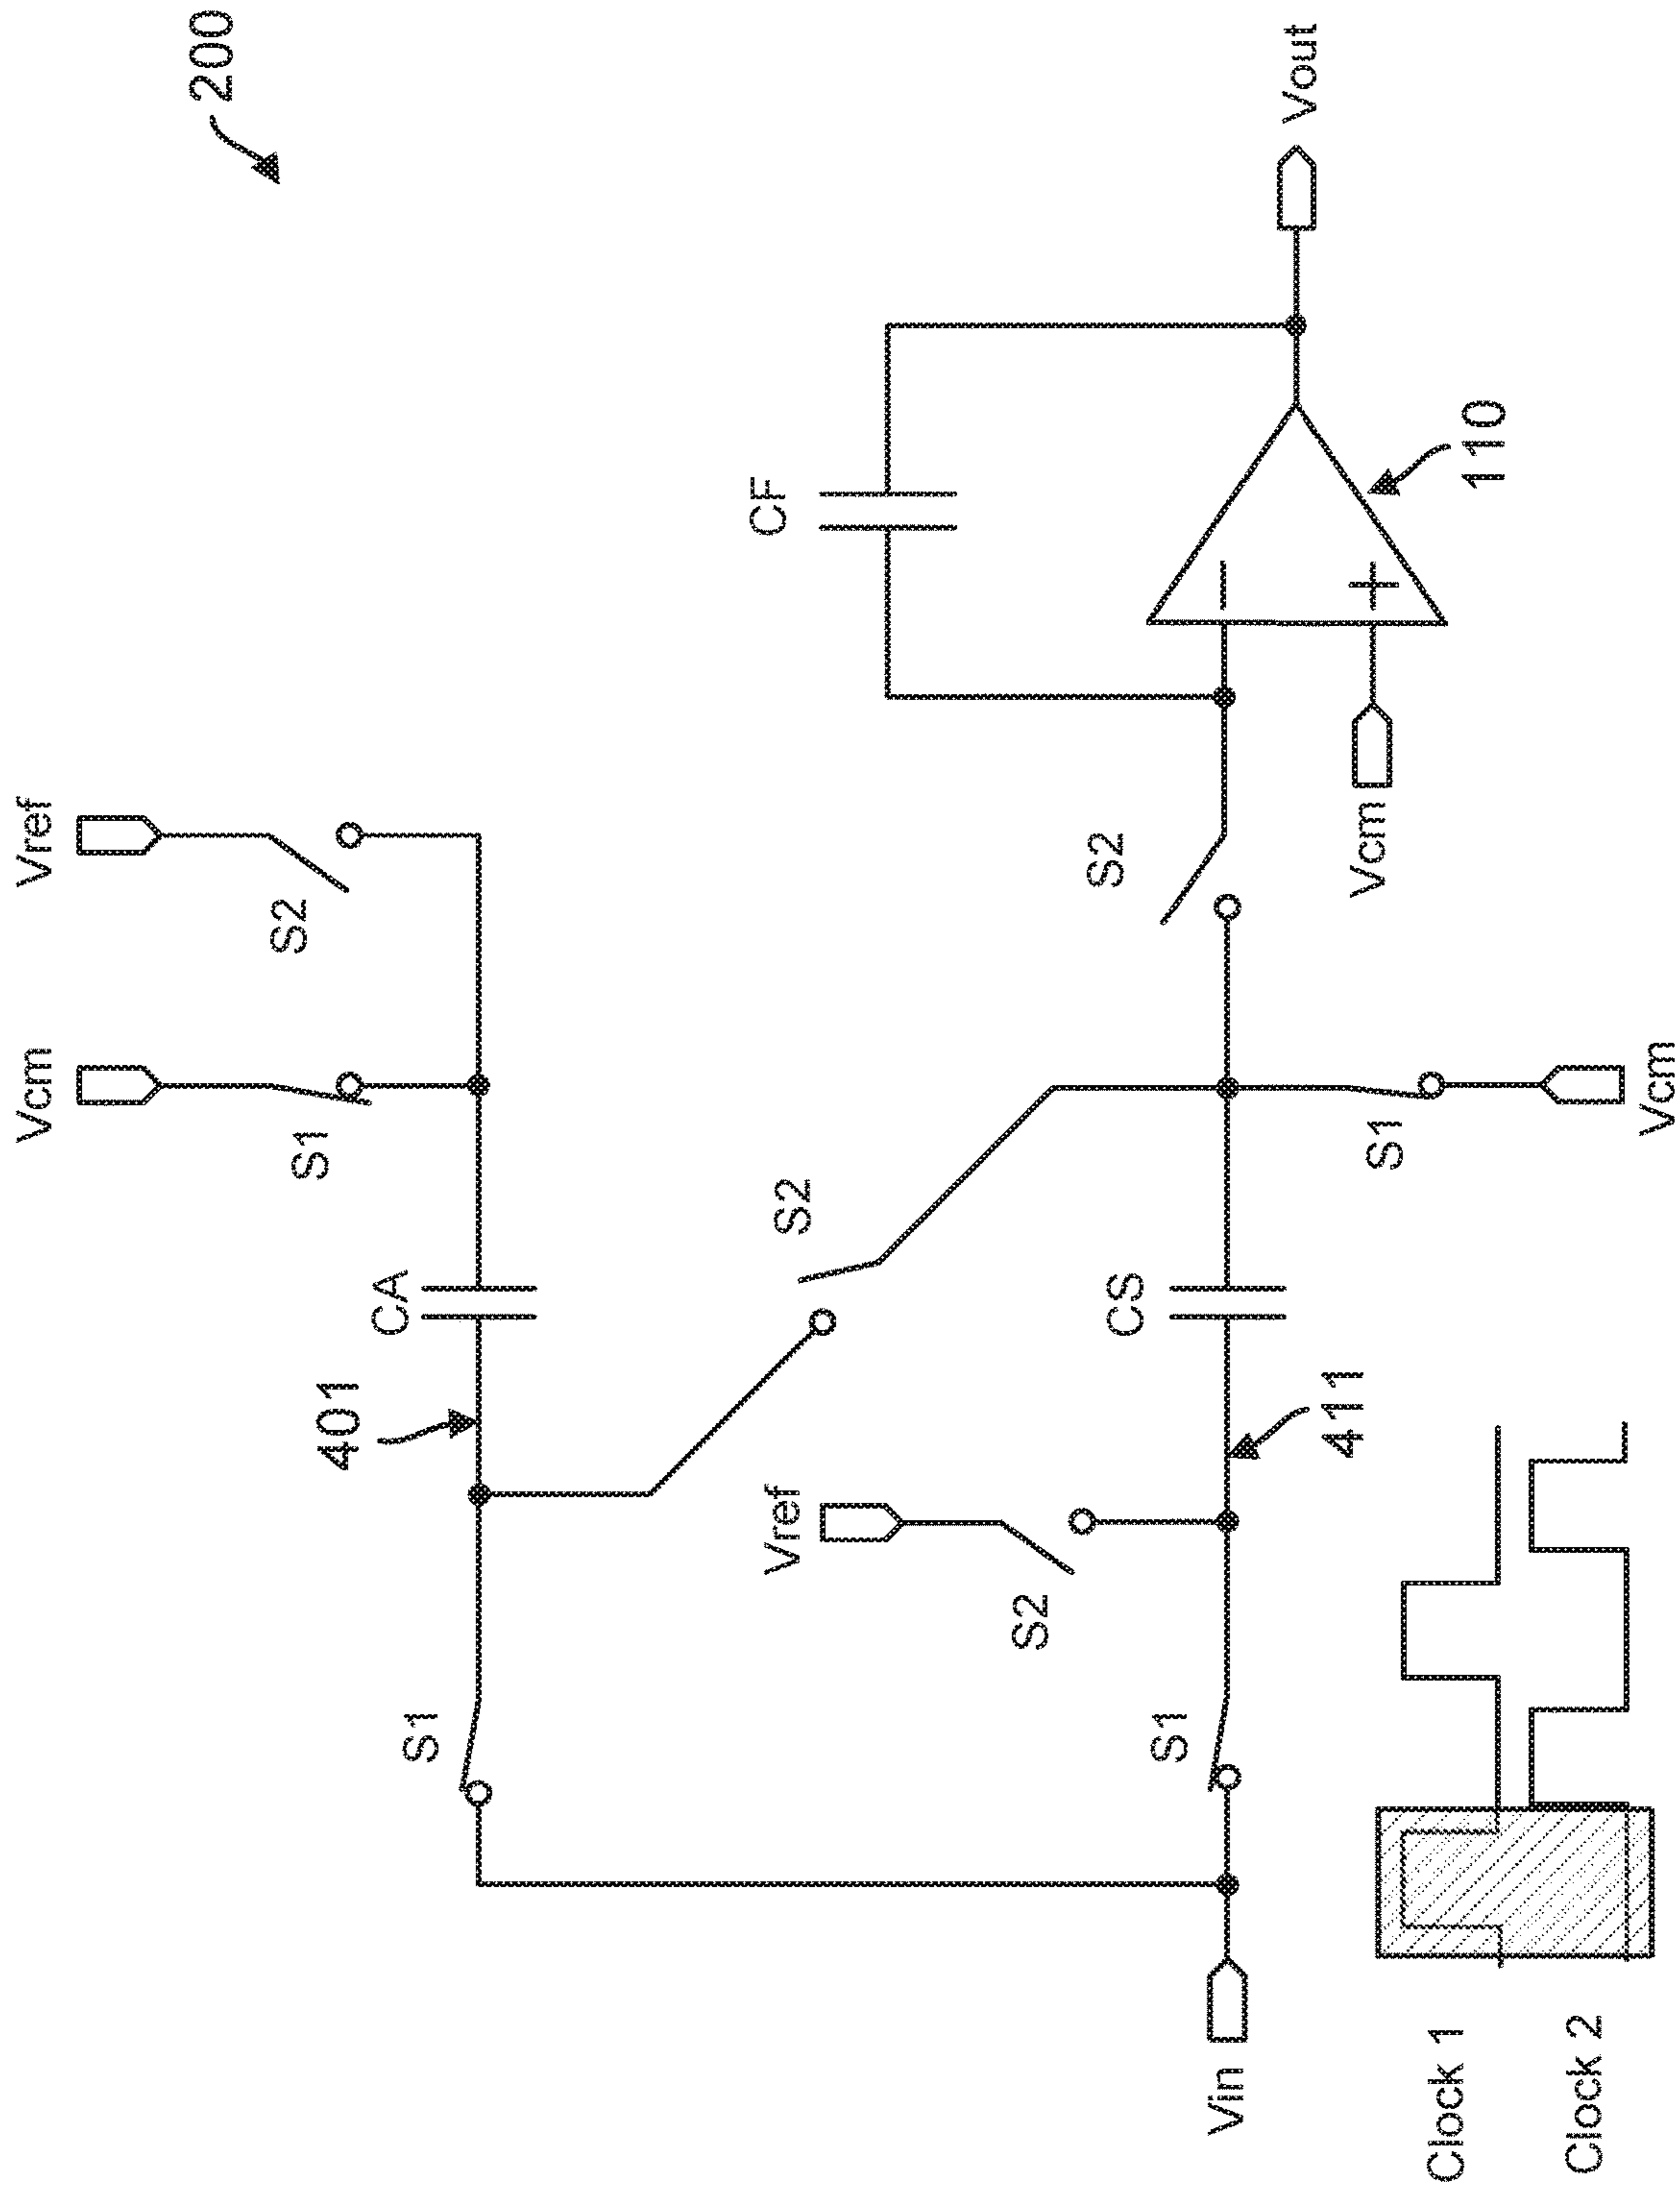 200
Vcm
Vref
S1
S2
401
CA
S1
CF
S2
Vref
S2
CS
S2
Vout
S1
Vin
411
S1
Vcm
110
Vcm
Clock 1
Clock 2